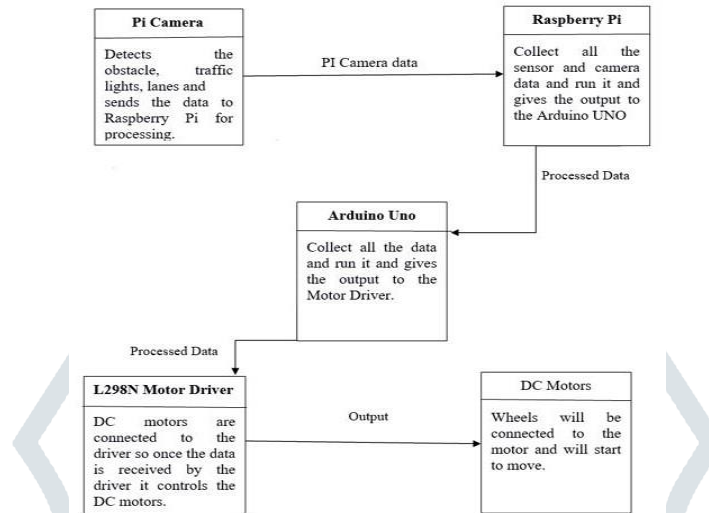 Pi Camera
Detects the
obstacle, traffic
lights, lanes and
sends the data to
Raspberry Pi for
processing.
PI Camera data
Raspberry Pi
Collect all the
sensor and camera
data and run it and
gives the output to
the Arduino UNO
Processed Data
Arduino Uno
Collect all the data
and run it and gives
the output to the
Motor Driver.
Processed Data
L298N Motor Driver
DC motors are
connected to the
driver so once the data
is received by the
driver it controls the
DC motors.
Output
DC Motors
Wheels will be
connected to the
motor and will start
to move.